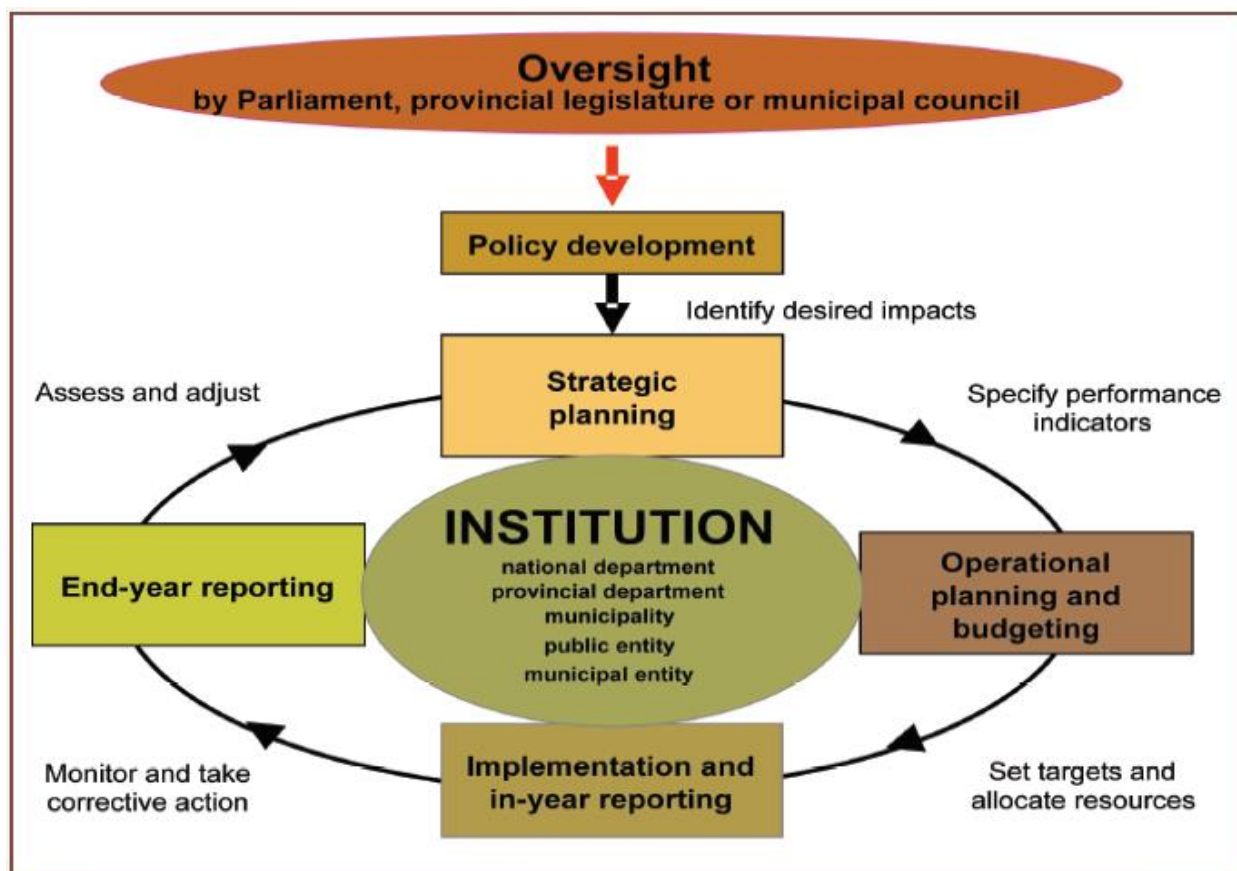 Oversight
by Parliament, provincial legislature or municipal council
Policy development
Identify desired impacts
Strategic
planning
Assess and adjust
Specify performance
indicators
INSTITUTION
national department
provincial department
municipality
public entity
municipal entity
End-year reporting
Operational
planning and
budgeting
Implementation and
in-year reporting
Monitor and take
corrective action
Set targets and
allocate resources